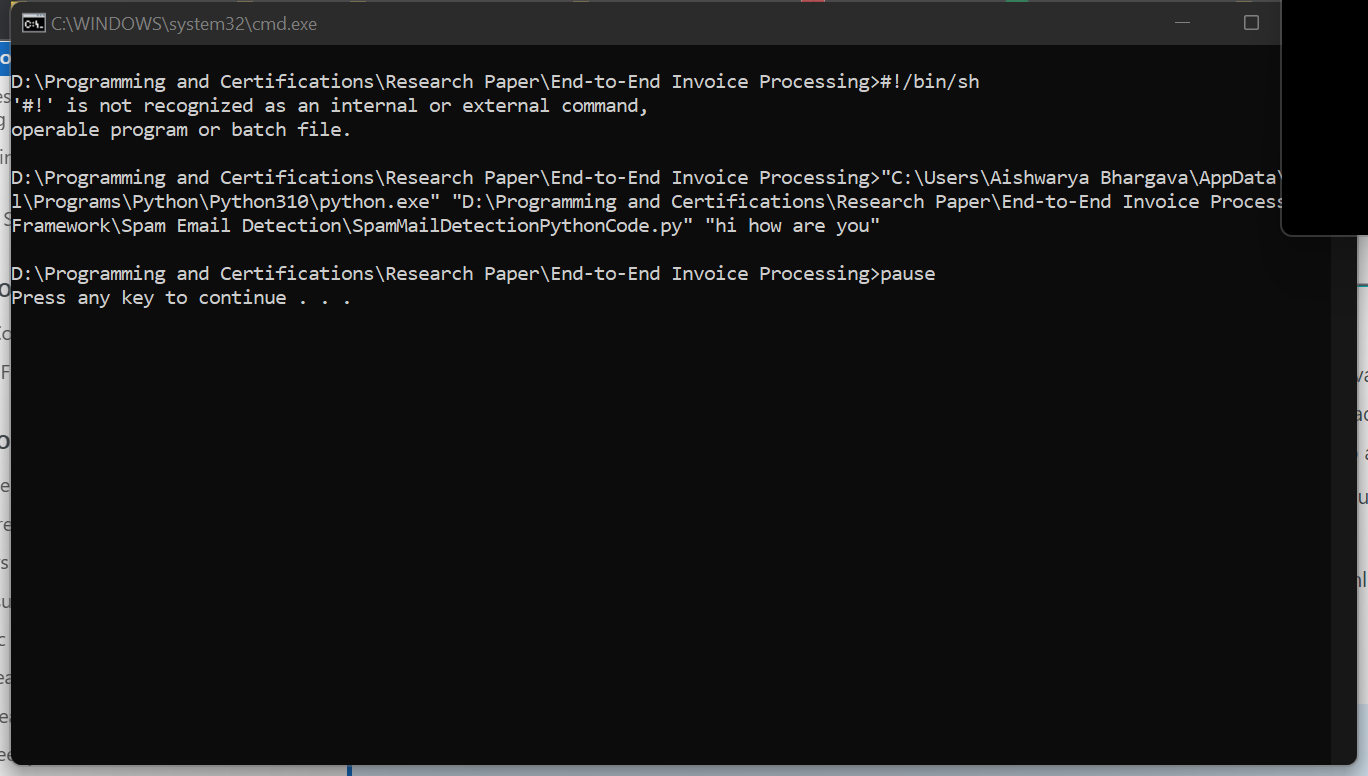 C:\WINDOWS\system32\cmd.exe
D:\Programming and Certifications\Research Paper\End-to-End Invoice Processing>#!/bin/sh
'#!' is not recognized as an internal or external command,
operable program or batch file.
D:\Programming and Certifications\Research Paper\End-to-End Invoice Processing>"C:\Users\Aishwarya Bhargava\AppData\
l\Programs\Python\Python310\python.exe" "D:\Programming and Certifications\Research Paper\End-to-End Invoice Process
Framework\Spam Email Detection\SpamMailDetectionPythonCode.py" "hi how are you"
D:\Programming and Certifications\Research Paper\End-to-End Invoice Processing>pause
Press any key to continue . . .